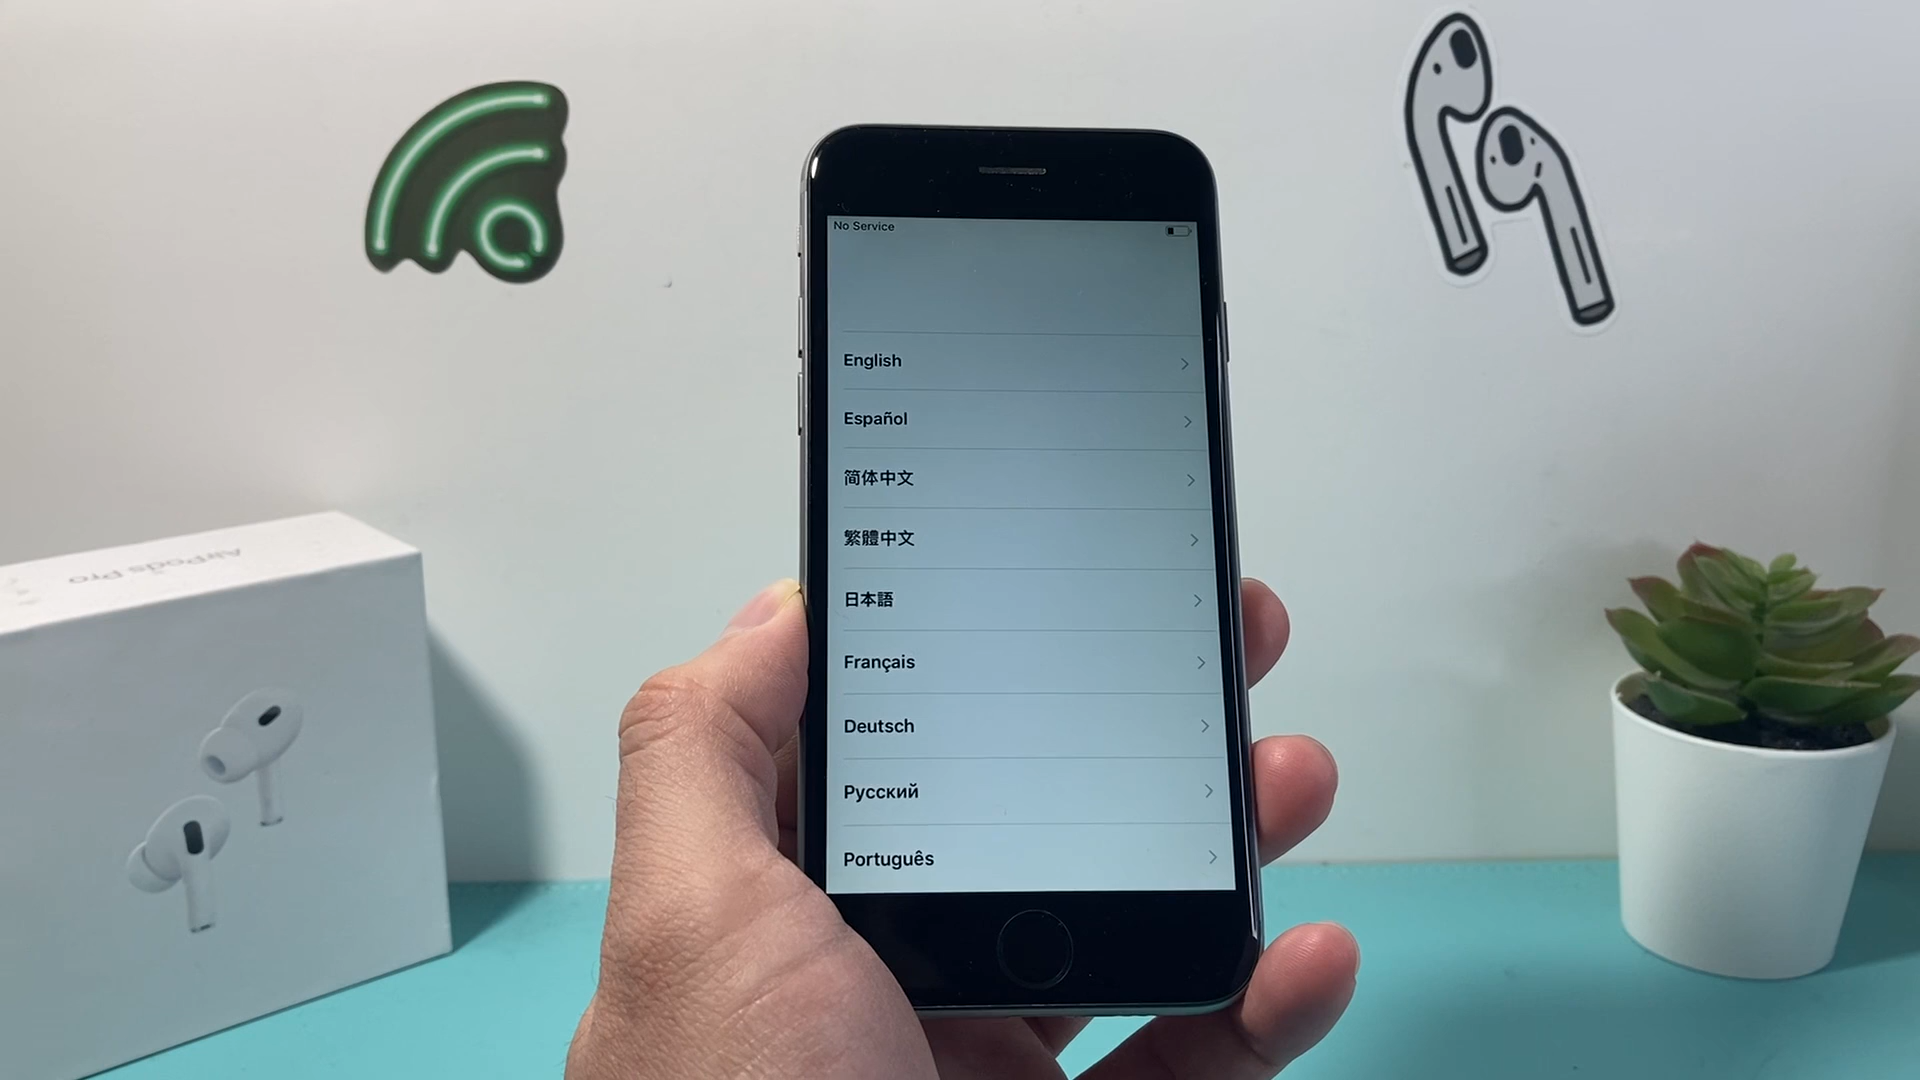 No Service
English
Español
简体中文
繁體中文
日本語
Français
Deutsch
Русский
Português
AirPods Pro